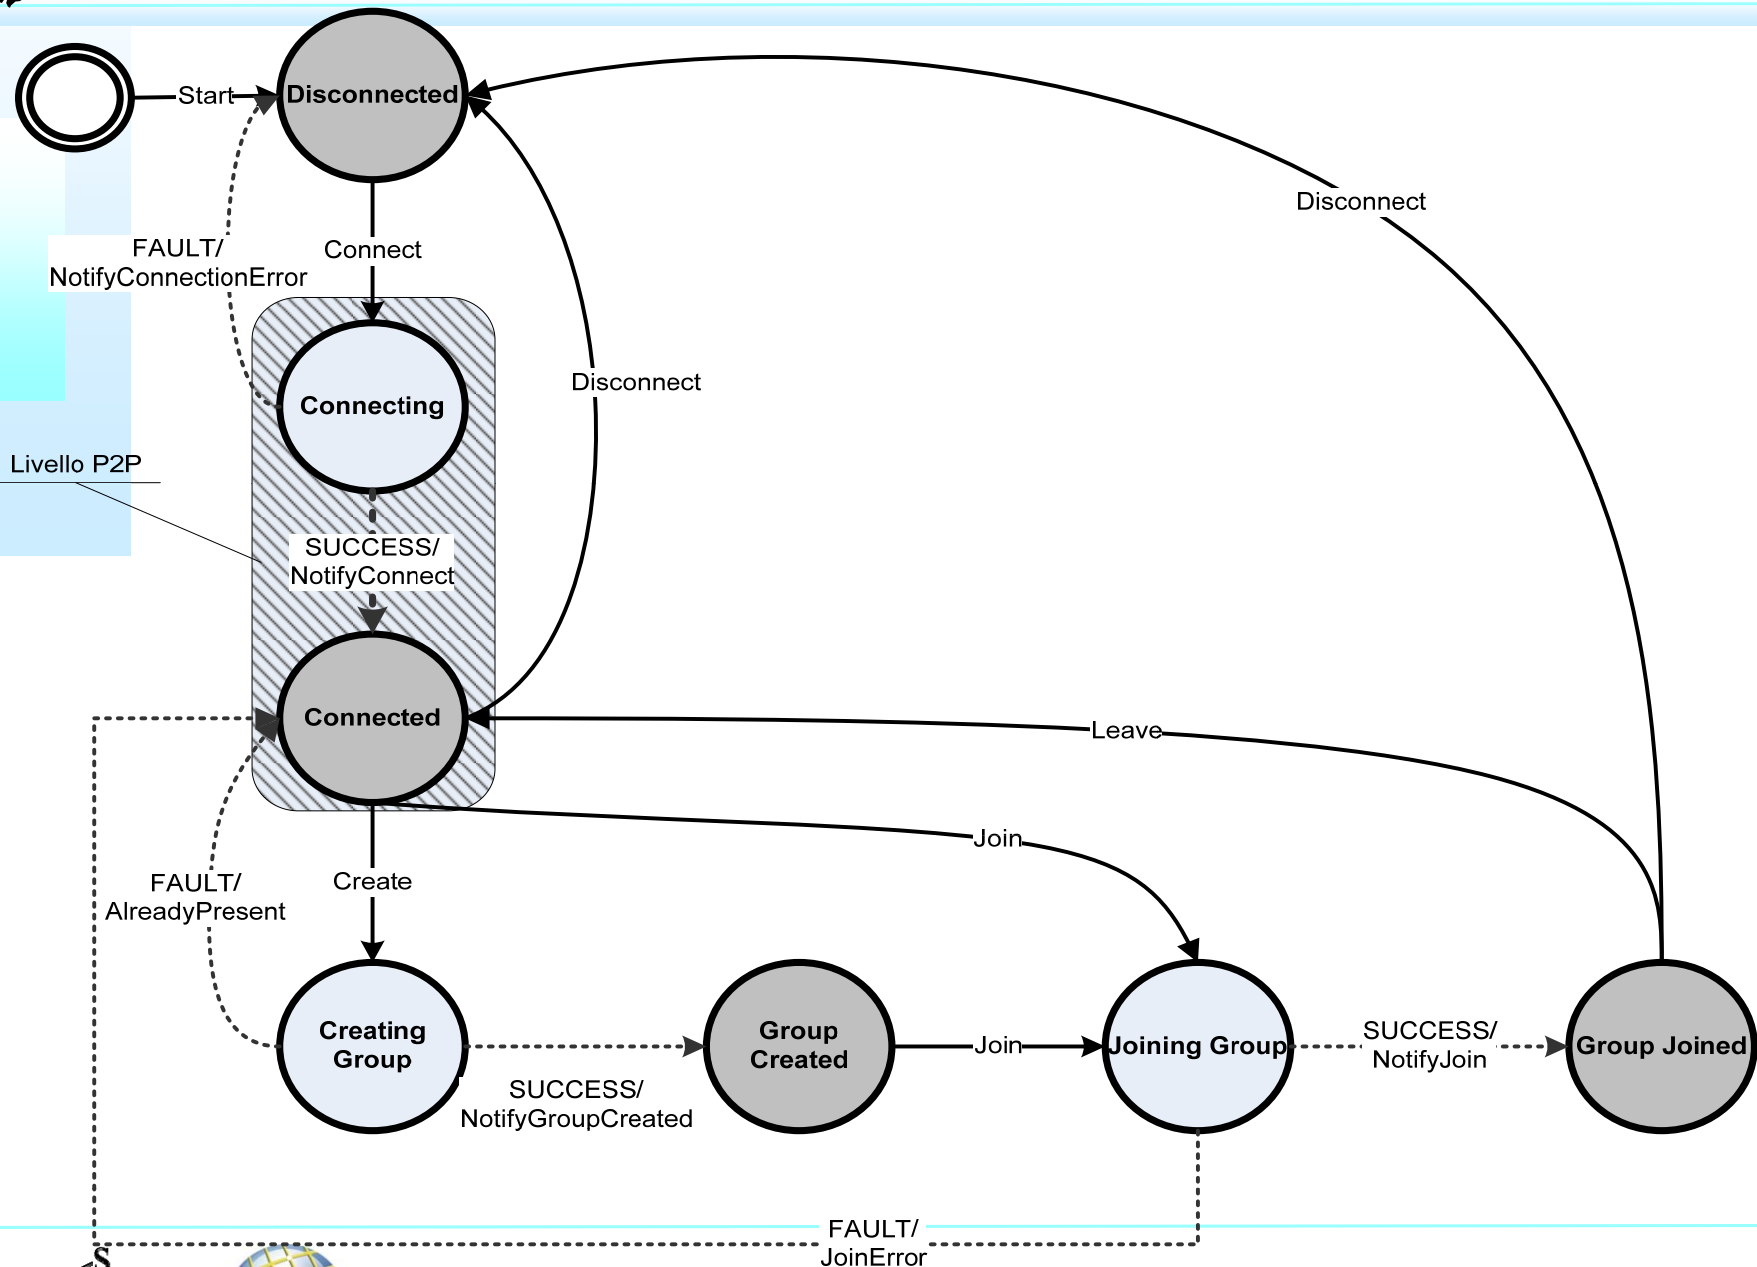 Start
Disconnected
Disconnect
FAULT/
NotifyConnectionError
Connect
Disconnect
Connecting
Livello P2P
SUCCESS/
NotifyConnect
Connected
Leave
Join
Create
FAULT/
AlreadyPresent
Creating
Group
SUCCESS/
NotifyGroupCreated
Group
Created
Join
Joining Group
SUCCESS/
NotifyJoin
Group Joined
FAULT/
JoinError